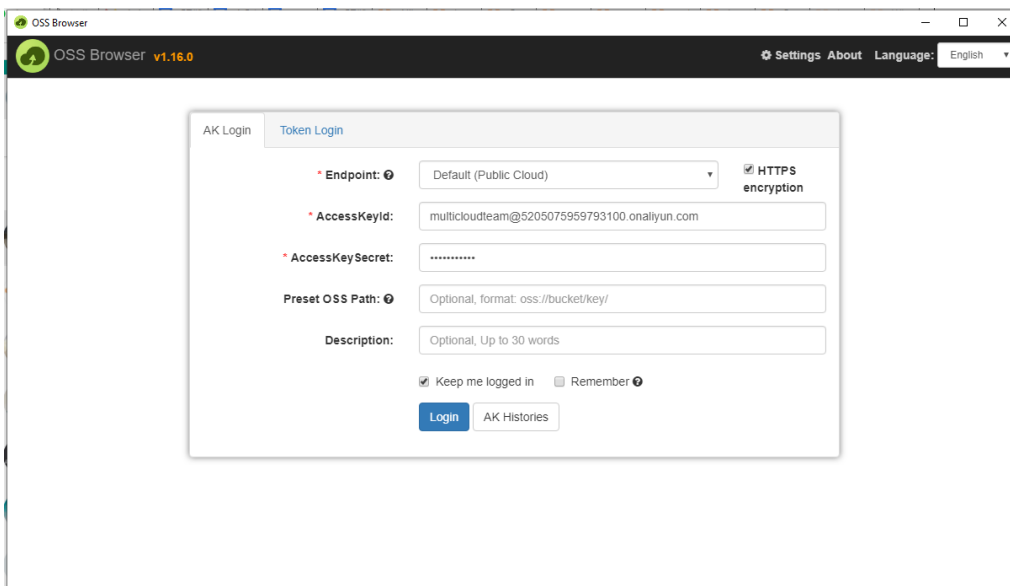 OSS Browser
OSS Browser v1.16.0 Settings About Language: English
AK Login Token Login
* Endpoint: Default (Public Cloud) HTTPS encryption
* AccessKeyId: multicloudteam@5205075959793100.onaliyun.com
* AccessKeySecret: •••••••••••
Preset OSS Path: Optional, format: oss://bucket/key/
Description: Optional, Up to 30 words
Keep me logged in Remember
Login AK Histories